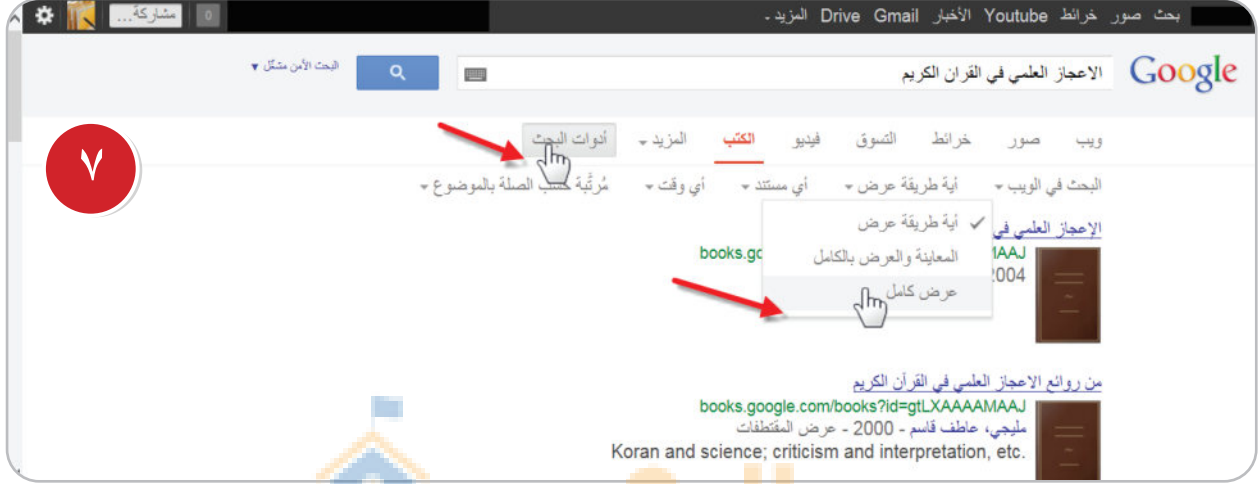 بحث صور خرائط Youtube الأخبار Gmail Drive المزيد
0 مشاركة...
Google
الاعجاز العلمي في القران الكريم
البحث الأمن مشكّل
ويب صور خرائط التسوق فيديو الكتب المزيد أدوات البحث
٧
البحث في الويب أية طريقة عرض أي مستند أي وقت مُرتَّبة حسب الصلة بالموضوع
أية طريقة عرض
المعاينة والعرض بالكامل
عرض كامل
الإعجاز العلمي في
2004
من روائع الاعجاز العلمي في القرآن الكريم
books.google.com/books?id=gtLXAAAAMAAJ
مليجي، عاطف قاسم - 2000 - عرض المقتطفات
Koran and science; criticism and interpretation, etc.